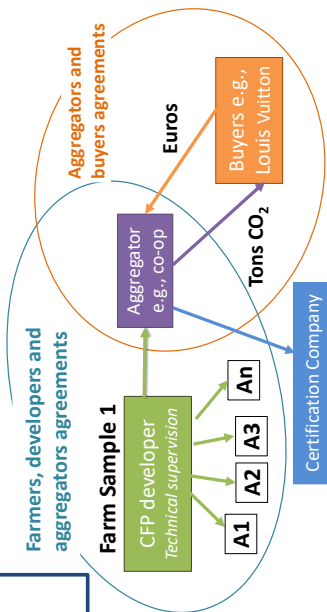 Farmers, developers and
aggregators agreements
Aggregators and
buyers agreements
Farm Sample 1
CFP developer
Technical supervision
A1
A2
A3
An
Aggregator
e.g., co-op
Euros
Tons CO₂
Buyers e.g.,
Louis Vuitton
Certification Company